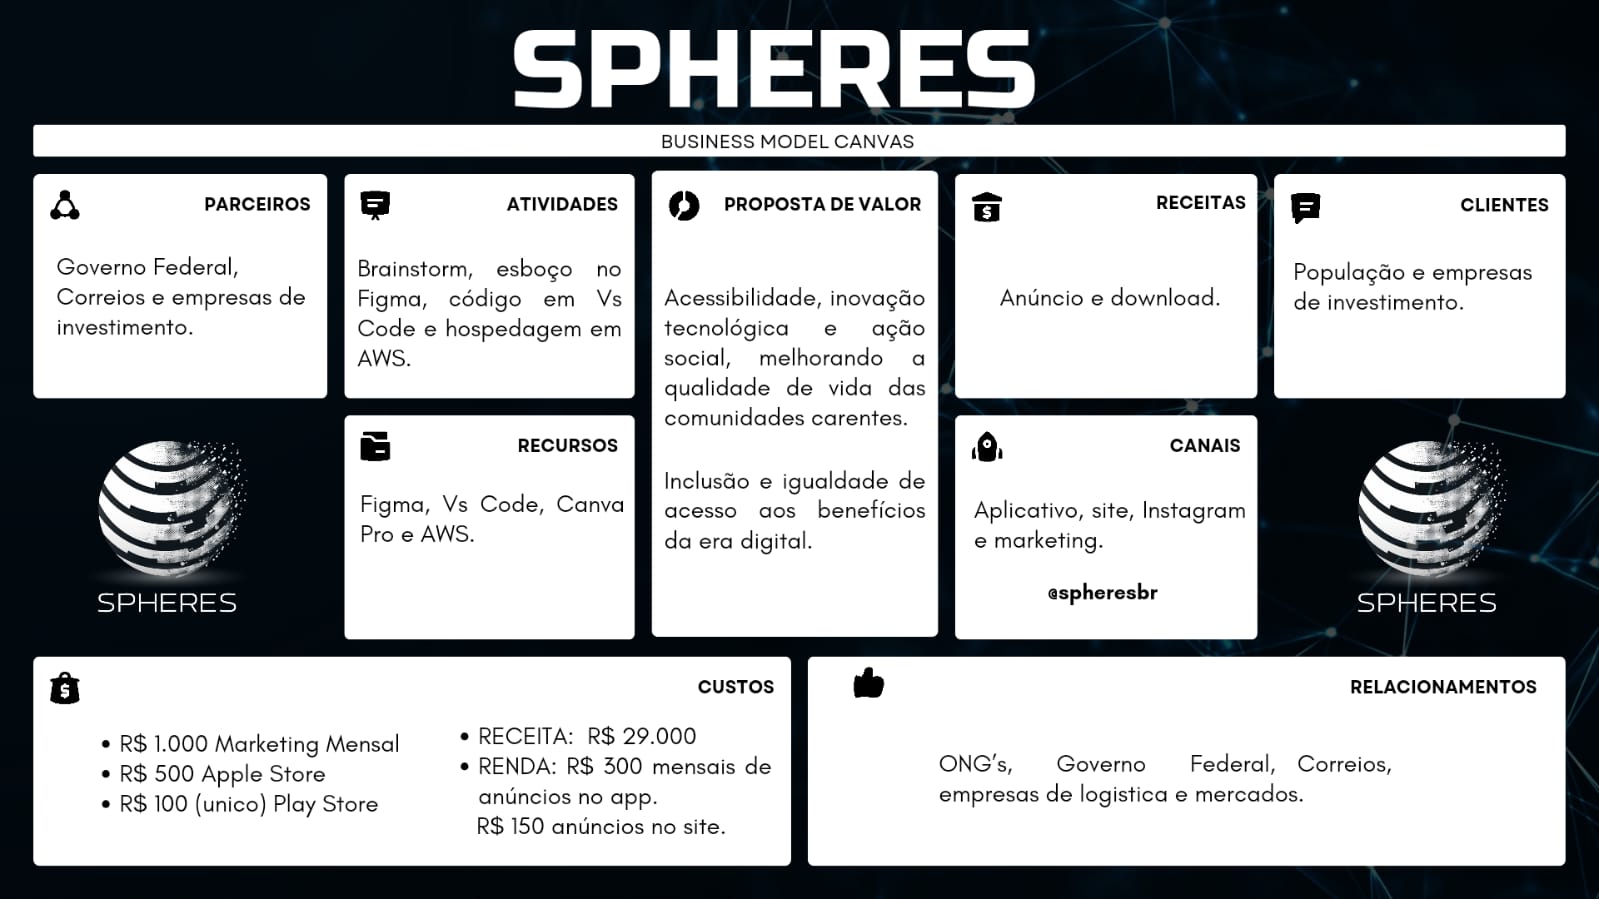 SPHERES
BUSINESS MODEL CANVAS
PARCEIROS
Governo Federal,
Correios e empresas de
investimento.
ATIVIDADES
Brainstorm, esboço no
Figma, código em Vs
Code e hospedagem em
AWS.
PROPOSTA DE VALOR
Acessibilidade, inovação
tecnológica e ação
social, melhorando a
qualidade de vida das
comunidades carentes.
Inclusão e igualdade de
acesso aos benefícios
da era digital.
RECEITAS
Anúncio e download.
CLIENTES
População e empresas
de investimento.
SPHERES
RECURSOS
Figma, Vs Code, Canva
Pro e AWS.
CANAIS
Aplicativo, site, Instagram
e marketing.
@spheresbr
SPHERES
CUSTOS
• R$ 1.000 Marketing Mensal
• R$ 500 Apple Store
• R$ 100 (unico) Play Store
• RECEITA: R$ 29.000
• RENDA: R$ 300 mensais de
anúncios no app.
R$ 150 anúncios no site.
RELACIONAMENTOS
ONG’s, Governo Federal, Correios,
empresas de logistica e mercados.